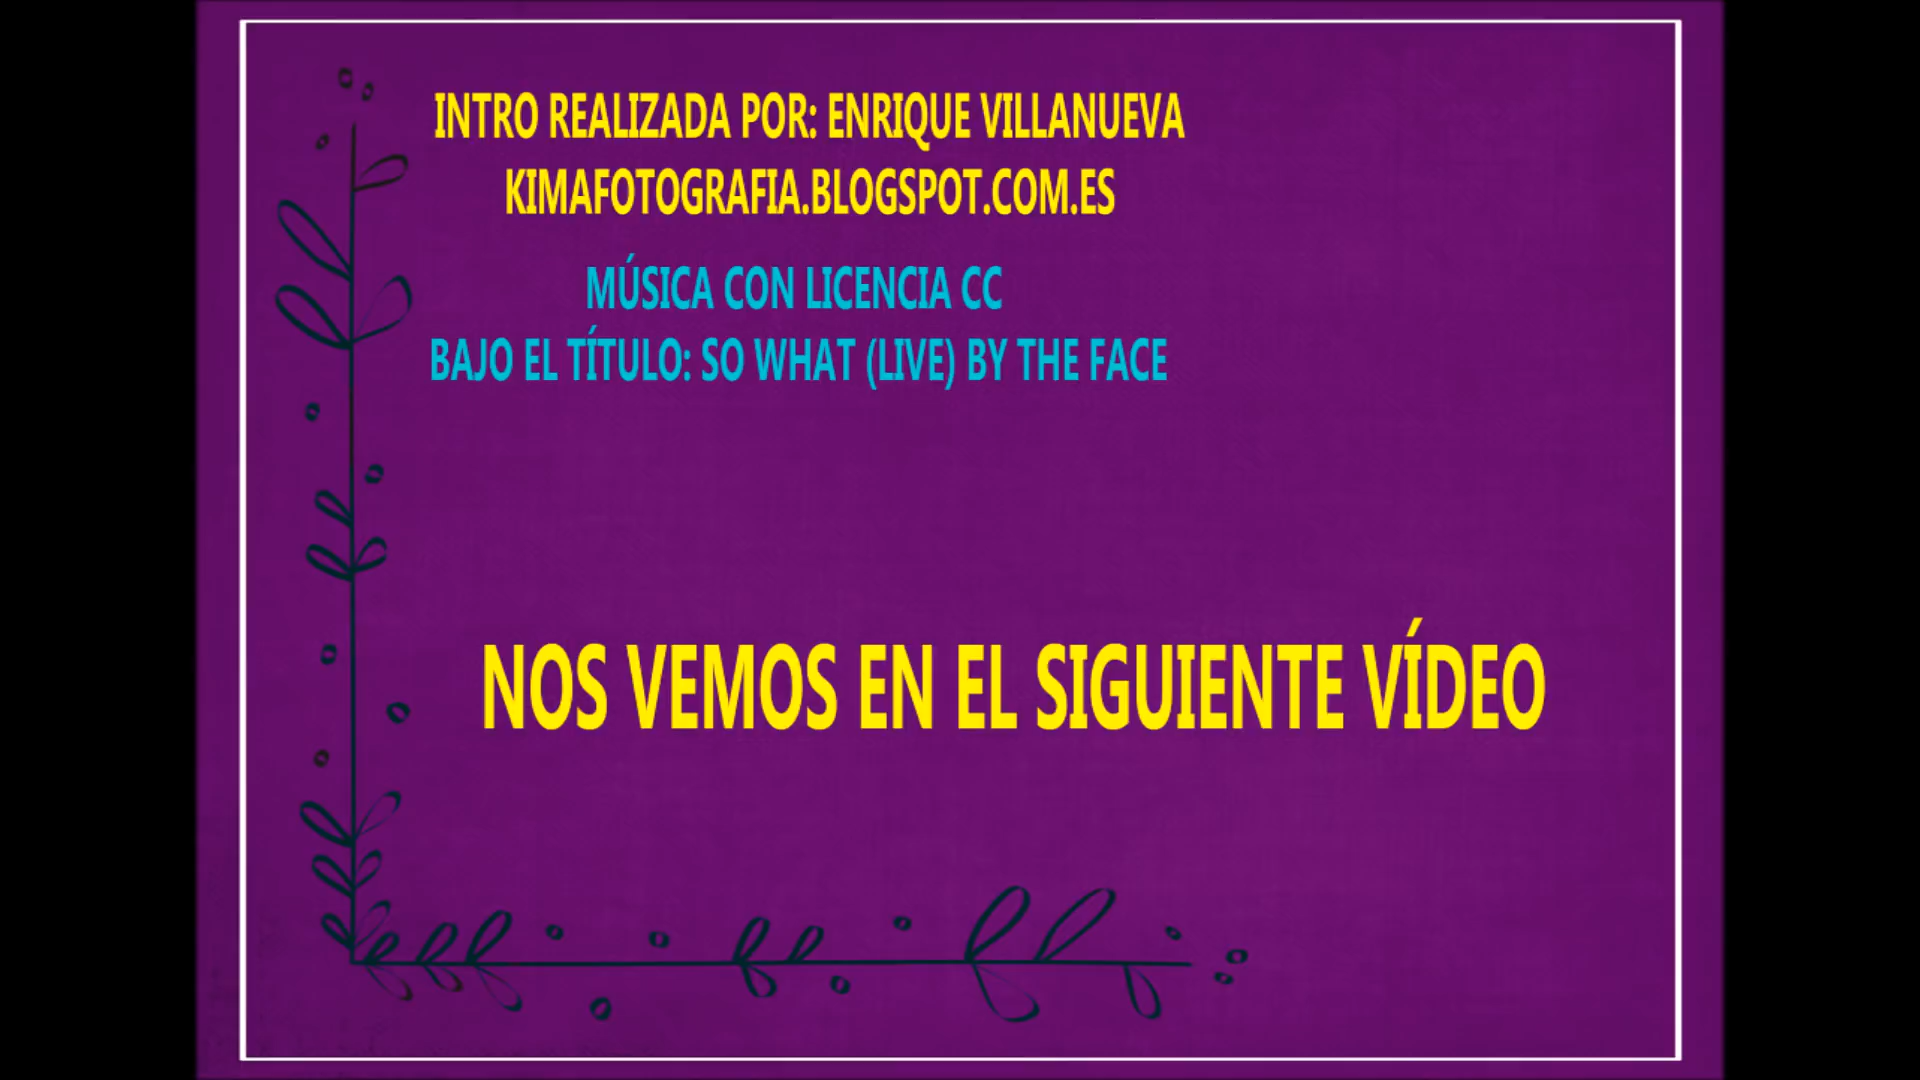 INTRO REALIZADA POR: ENRIQUE VILLANUEVA
KIMAFOTOGRAFIA.BLOGSPOT.COM.ES
MÚSICA CON LICENCIA CC
BAJO EL TÍTULO: SO WHAT (LIVE) BY THE FACE
NOS VEMOS EN EL SIGUIENTE VÍDEO